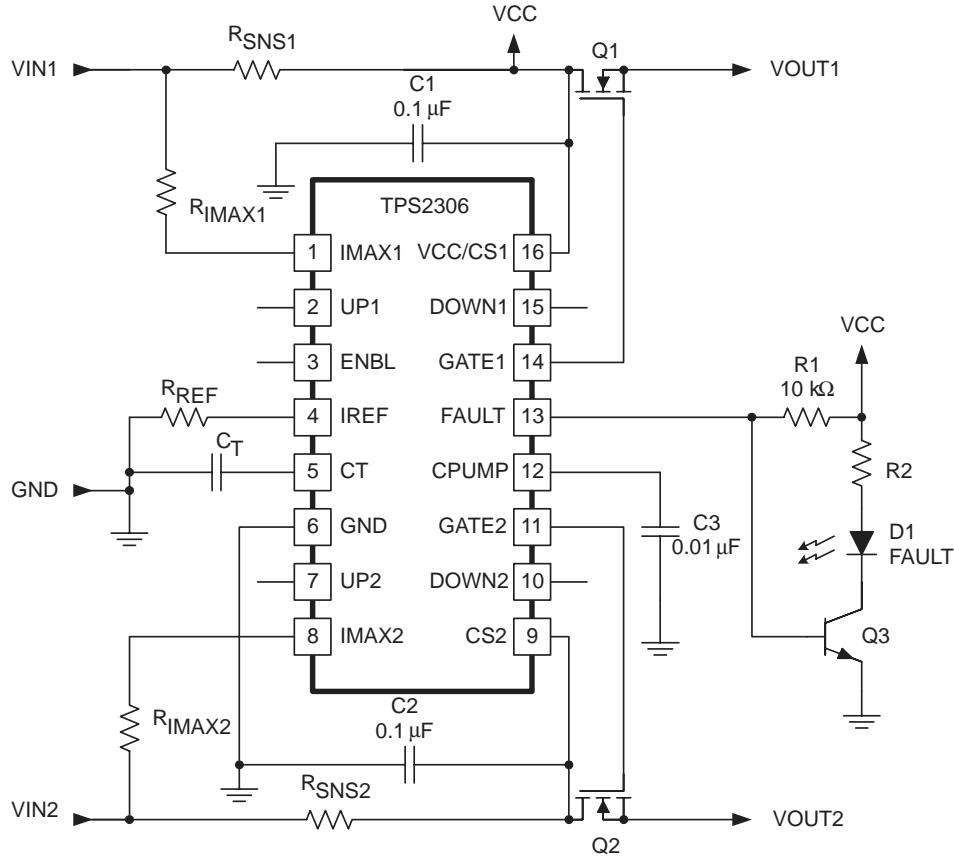 VCC
RSNS1
Q1
VIN1
VOUT1
C1
0.1 μF
RIMAX1
TPS2306
1 IMAX1 VCC/CS1 16
2 UP1 DOWN1 15
3 ENBL GATE1 14
VCC
R1
10 kΩ
RREF
4 IREF FAULT 13
CT
5 CT CPUMP 12
R2
GND
6 GND GATE2 11
C3
0.01 μF
D1
FAULT
7 UP2 DOWN2 10
8 IMAX2 CS2 9
Q3
C2
0.1 μF
RIMAX2
RSNS2
VIN2
VOUT2
Q2